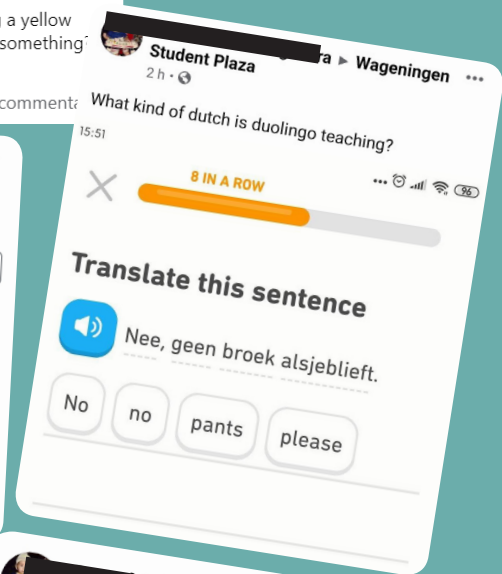 g a yellow
something?
commenta
ra ▸ Wageningen ...
Student Plaza
2 h ·
What kind of dutch is duolingo teaching?
15:51
... 96
8 IN A ROW
Translate this sentence
Nee, geen broek alsjeblieft.
No no pants please